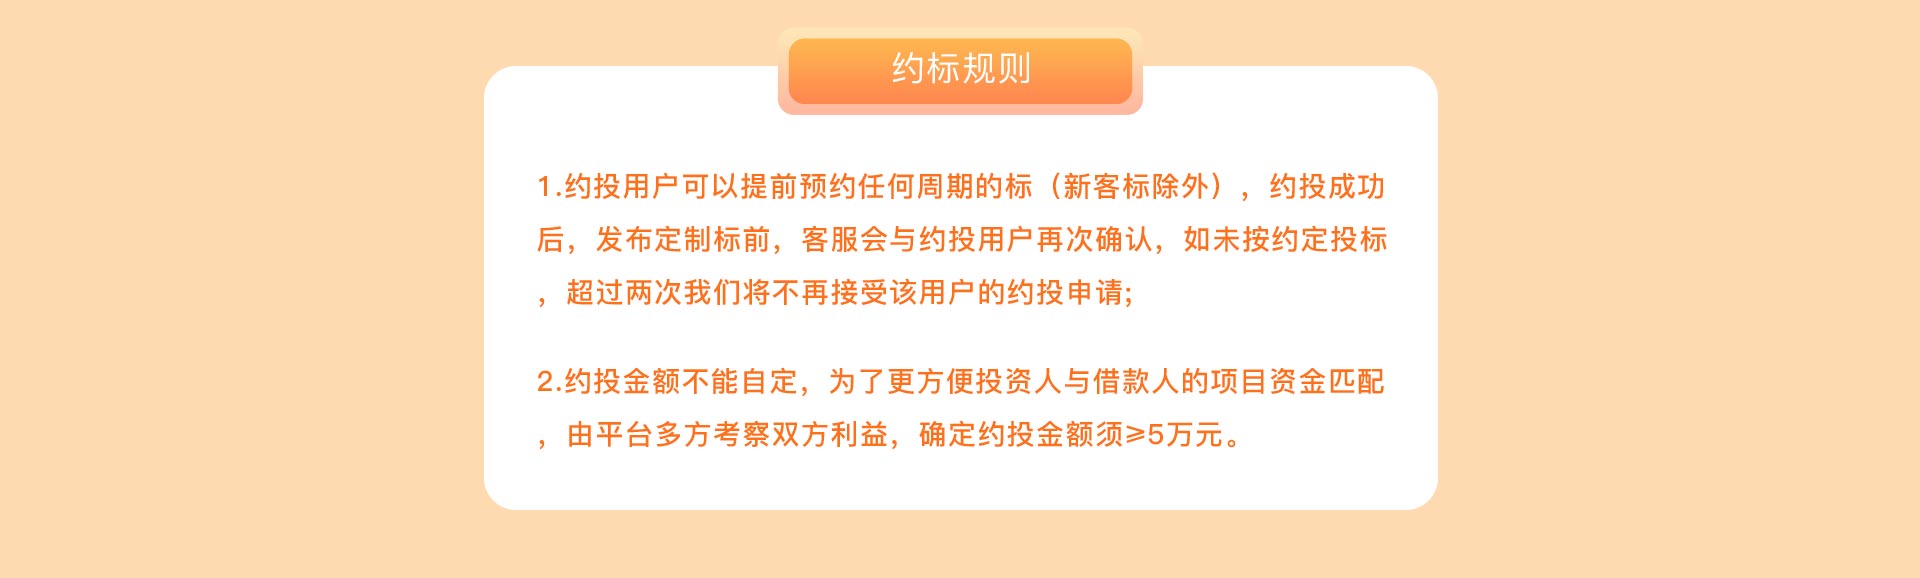 约标规则
1.约投用户可以提前预约任何周期的标（新客标除外），约投成功
后，发布定制标前，客服会与约投用户再次确认，如未按约定投标
，超过两次我们将不再接受该用户的约投申请;
2.约投金额不能自定，为了更方便投资人与借款人的项目资金匹配
，由平台多方考察双方利益，确定约投金额须⩾5万元。